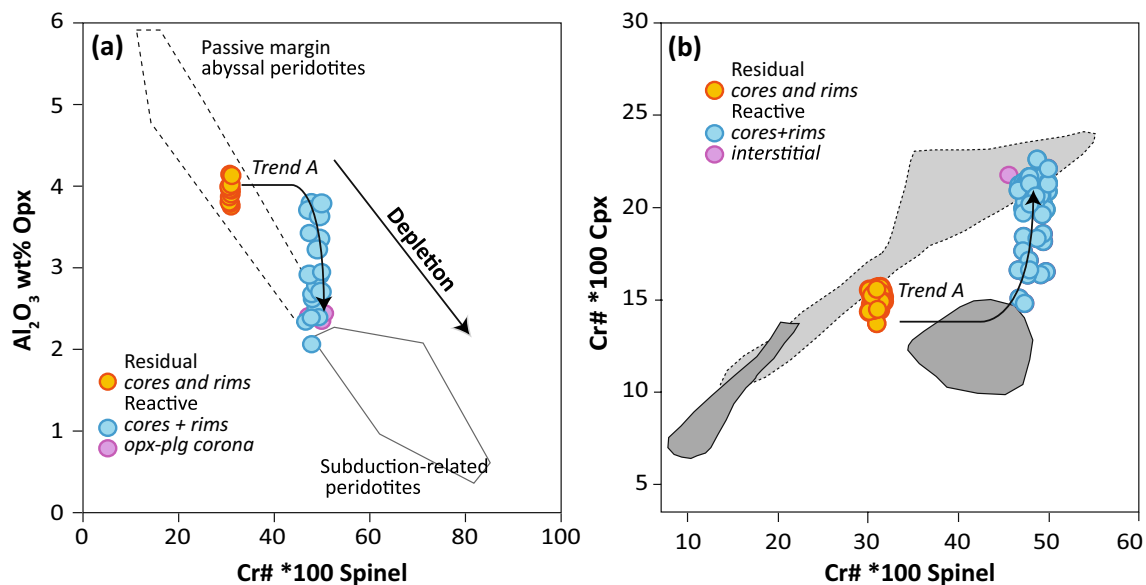 (a)
Passive margin
abyssal peridotites
Trend A
Depletion
Residual
cores and rims
Reactive
cores + rims
opx-plg corona
Subduction-related
peridotites
Al2O3 wt% Opx
6
5
4
3
2
1
0
0 20 40 60 80 100
Cr# *100 Spinel
(b)
Residual
cores and rims
Reactive
cores+rims
interstitial
Trend A
Cr# *100 Cpx
30
25
20
15
10
5
10 20 30 40 50 60
Cr# *100 Spinel